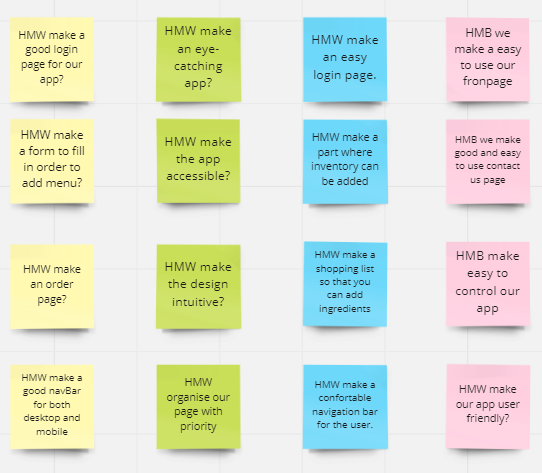 HMW make a
good login
page for our
app?
HMW make
an eye-
catching
app?
HMW make
an easy
login page.
HMB we
make a easy
to use our
fronpage
HMW make
a form to fill
in order to
add menu?
HMW make
the app
accessible?
HMW make a
part where
inventory can
be added
HMB we make
good and easy
to use contact
us page
HMW make
an order
page?
HMW make
the design
intuitive?
HMW make a
shopping list
so that you
can add
ingredients
HMB make
easy to
control our
app
HMW make a
good navBar
for both
desktop and
mobile
HMW
organise our
page with
priority
HMW make a
confortable
navigation bar
for the user.
HMW make
our app user
friendly?